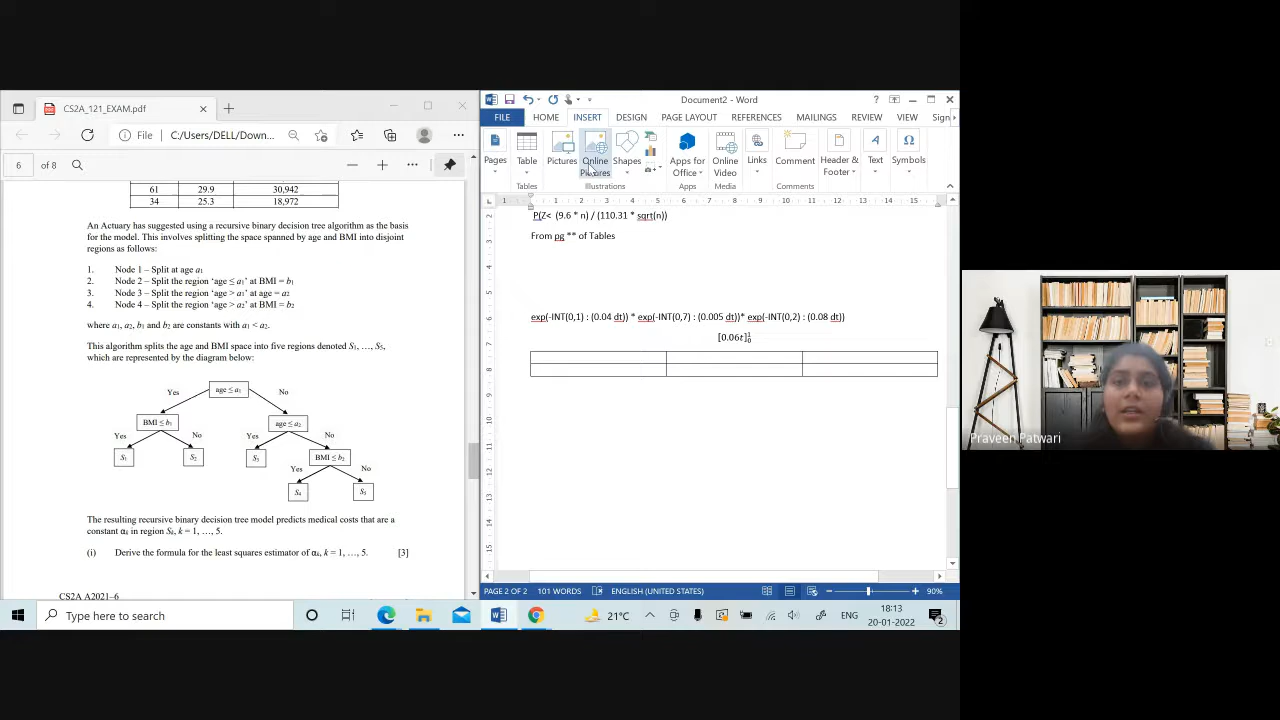 CS2A_121_EXAM.pdf
File
C:/Users/DELL/Down...
6 of 8
61 29.9 30,942
34 25.3 18,972
An Actuary has suggested using a recursive binary decision tree algorithm as the basis
for the model. This involves splitting the space spanned by age and BMI into disjoint
regions as follows:
1. Node 1 – Split at age a₁
2. Node 2 – Split the region ‘age ≤ a₁’ at BMI = b₁
3. Node 3 – Split the region ‘age > a₁’ at age = a₂
4. Node 4 – Split the region ‘age > a₂’ at BMI = b₂
where a₁, a₂, b₁ and b₂ are constants with a₁ < a₂.
This algorithm splits the age and BMI space into five regions denoted S₁, …, S₅,
which are represented by the diagram below:
Yes age ≤ a₁ No
BMI ≤ b₁ age ≤ a₂
Yes No Yes No
S₁ S₂ S₃ BMI ≤ b₂
Yes No
S₄ S₅
The resulting recursive binary decision tree model predicts medical costs that are a
constant αₖ in region Sₖ, k = 1, …, 5.
(i) Derive the formula for the least squares estimator of αₖ, k = 1, …, 5. [3]
CS2A A2021–6
Document2 - Word
FILE HOME INSERT DESIGN PAGE LAYOUT REFERENCES MAILINGS REVIEW VIEW Sign
Pages
Table
Pictures
Online Pictures
Shapes
Apps for Office
Online Video
Links
Comment
Header & Footer
Text
Symbols
Tables Illustrations Apps Media Comments
P(Z< (9.6 * n) / (110.31 * sqrt(n))
From pg ** of Tables
exp(-INT(0,1) : (0.04 dt)) * exp(-INT(0,7) : (0.005 dt))* exp(-INT(0,2) : (0.08 dt))
[0.06t]¹₀
PAGE 2 OF 2 101 WORDS ENGLISH (UNITED STATES) 90%
Type here to search
21°C
ENG
18:13
20-01-2022
2
Praveen Patwari